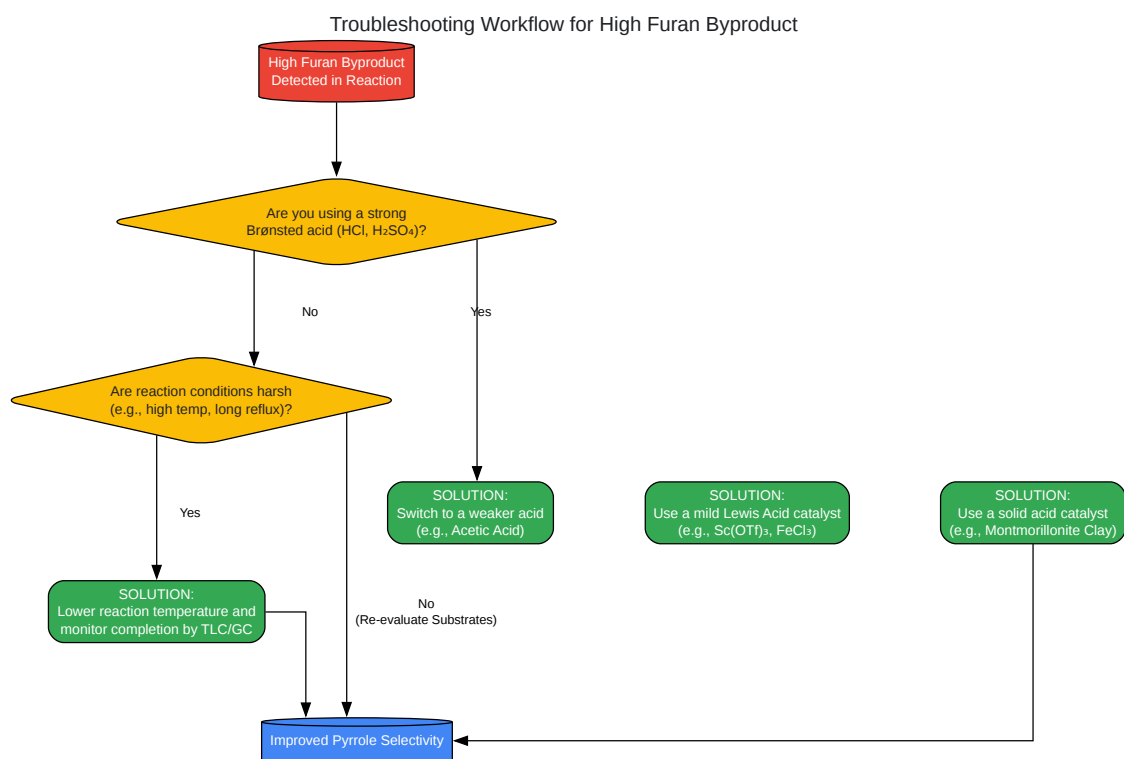 Troubleshooting Workflow for High Furan Byproduct
High Furan Byproduct
Detected in Reaction
Are you using a strong
Brønsted acid (HCl, H₂SO₄)?
No
Yes
Are reaction conditions harsh
(e.g., high temp, long reflux)?
SOLUTION:
Switch to a weaker acid
(e.g., Acetic Acid)
SOLUTION:
Use a mild Lewis Acid catalyst
(e.g., Sc(OTf)₃, FeCl₃)
SOLUTION:
Use a solid acid catalyst
(e.g., Montmorillonite Clay)
Yes
SOLUTION:
Lower reaction temperature and
monitor completion by TLC/GC
No
(Re-evaluate Substrates)
Improved Pyrrole Selectivity